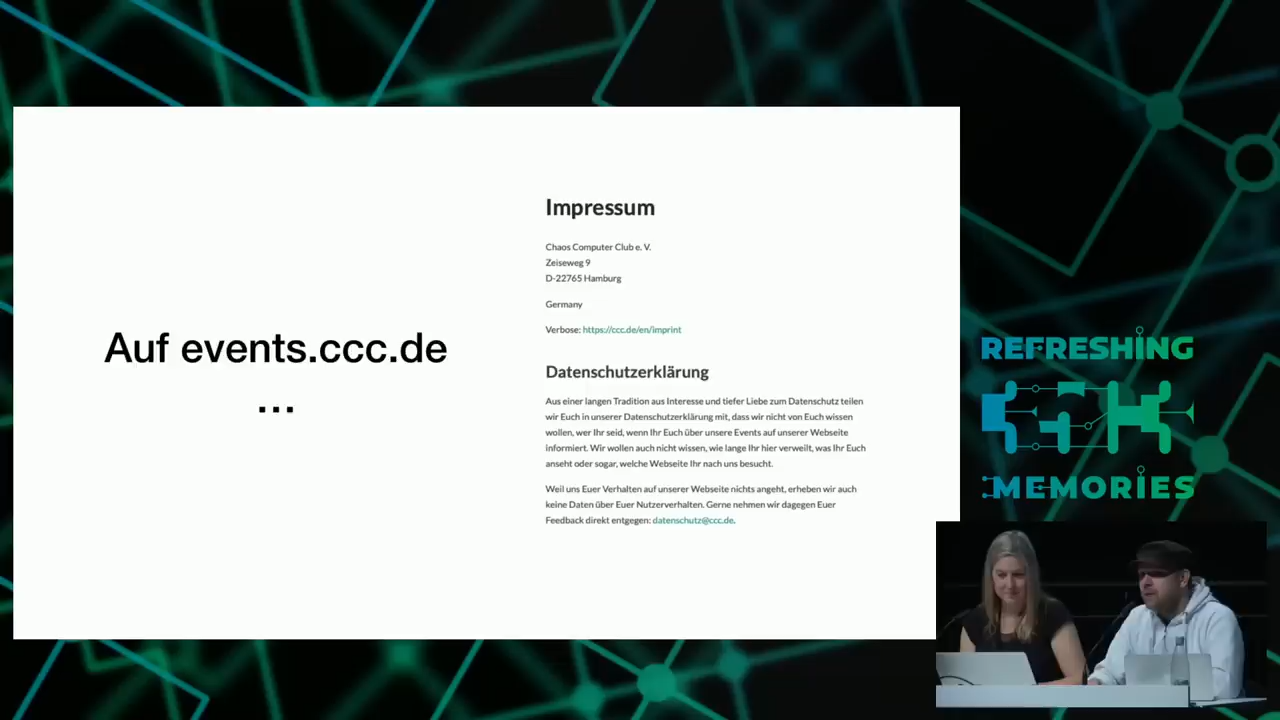 Auf events.ccc.de
...
Impressum
Chaos Computer Club e. V.
Zeiseweg 9
D-22765 Hamburg
Germany
Verbose: https://ccc.de/en/imprint
Datenschutzerklärung
Aus einer langen Tradition aus Interesse und tiefer Liebe zum Datenschutz teilen
wir Euch in unserer Datenschutzerklärung mit, dass wir nicht von Euch wissen
wollen, wer Ihr seid, wenn Ihr Euch über unsere Events auf unserer Webseite
informiert. Wir wollen auch nicht wissen, wie lange Ihr hier verweilt, was Ihr Euch
anseht oder sogar, welche Webseite Ihr nach uns besucht.
Weil uns Euer Verhalten auf unserer Webseite nichts angeht, erheben wir auch
keine Daten über Euer Nutzerverhalten. Gerne nehmen wir dagegen Euer
Feedback direkt entgegen: datenschutz@ccc.de.
REFRESHING
MEMORIES